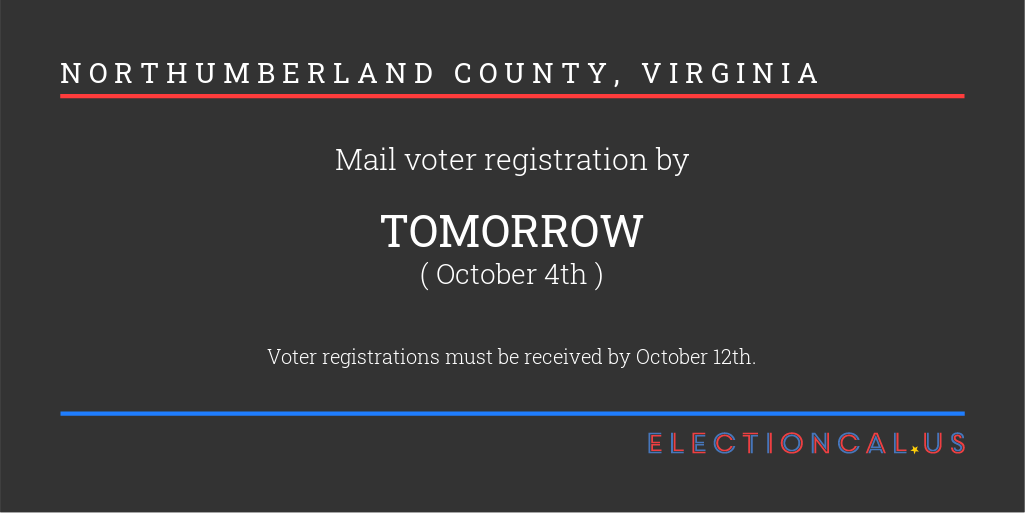 NORTHUMBERLAND COUNTY, VIRGINIA
Mail voter registration by
TOMORROW
( October 4th )
Voter registrations must be received by October 12th.
ELECTIONCAL.US